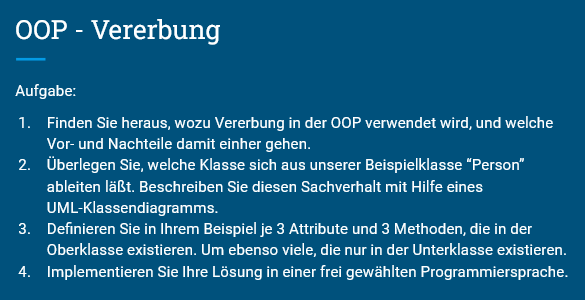 OOP - Vererbung
Aufgabe:
1. Finden Sie heraus, wozu Vererbung in der OOP verwendet wird, und welche
Vor- und Nachteile damit einher gehen.
2. Überlegen Sie, welche Klasse sich aus unserer Beispielklasse “Person”
ableiten läßt. Beschreiben Sie diesen Sachverhalt mit Hilfe eines
UML-Klassendiagramms.
3. Definieren Sie in Ihrem Beispiel je 3 Attribute und 3 Methoden, die in der
Oberklasse existieren. Um ebenso viele, die nur in der Unterklasse existieren.
4. Implementieren Sie Ihre Lösung in einer frei gewählten Programmiersprache.